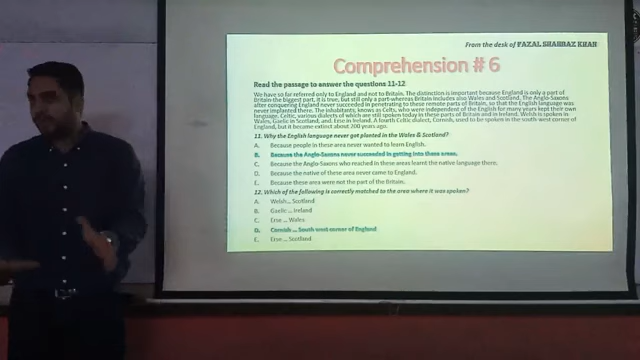 From the desk of FAZAL SHABBAZ KHAN
Comprehension # 6
Read the passage to answer the questions 11-12
We have so far referred only to England and not to Britain. The distinction is important because England is only a part of
Britain the biggest part, it is true, but still only a part-whereas Britain includes also Wales and Scotland. The Anglo-Saxons
after conquering England never succeeded in penetrating to these remote parts of Britain, so that the English language was
never implanted there. The inhabitants, known as Celts, who were independent of the English for many years kept their own
language. Celtic, various dialects of which are still spoken today in these parts of Britain and in Ireland. Welsh is spoken in
Wales, Gaelic in Scotland, and, Erse in Ireland. A fourth Celtic dialect, Cornish, used to be spoken in the south-west corner of
England, but it became extinct about 200 years ago.
11. Why the English language never got planted in the Wales & Scotland?
A. Because people in these area never wanted to learn English.
B. Because the Anglo-Saxons never succeeded in getting into these areas.
C. Because the Anglo-Saxons who reached in these areas learnt the native language there.
D. Because the native of these area never came to England.
E. Because these area were not the part of the Britain.
12. Which of the following is correctly matched to the area where it was spoken?
A. Welsh... Scotland
B. Gaelic ... Ireland
C. Erse ... Wales
D. Cornish ... South west corner of England
E. Erse ... Scotland